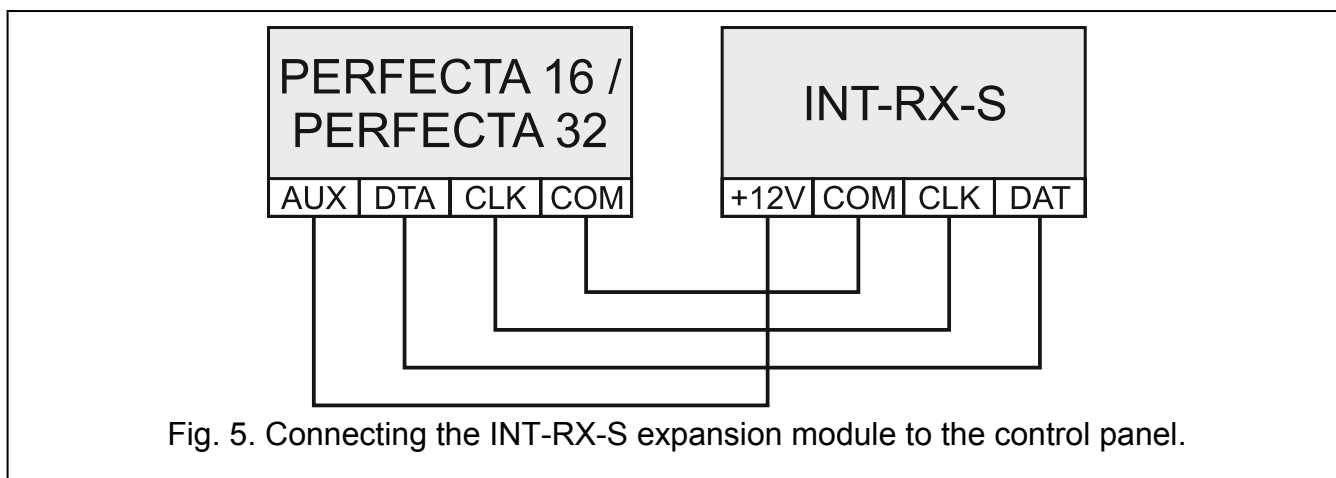 PERFECTA 16 /
PERFECTA 32
INT-RX-S
AUX DTA CLK COM
+12V COM CLK DAT
Fig. 5. Connecting the INT-RX-S expansion module to the control panel.